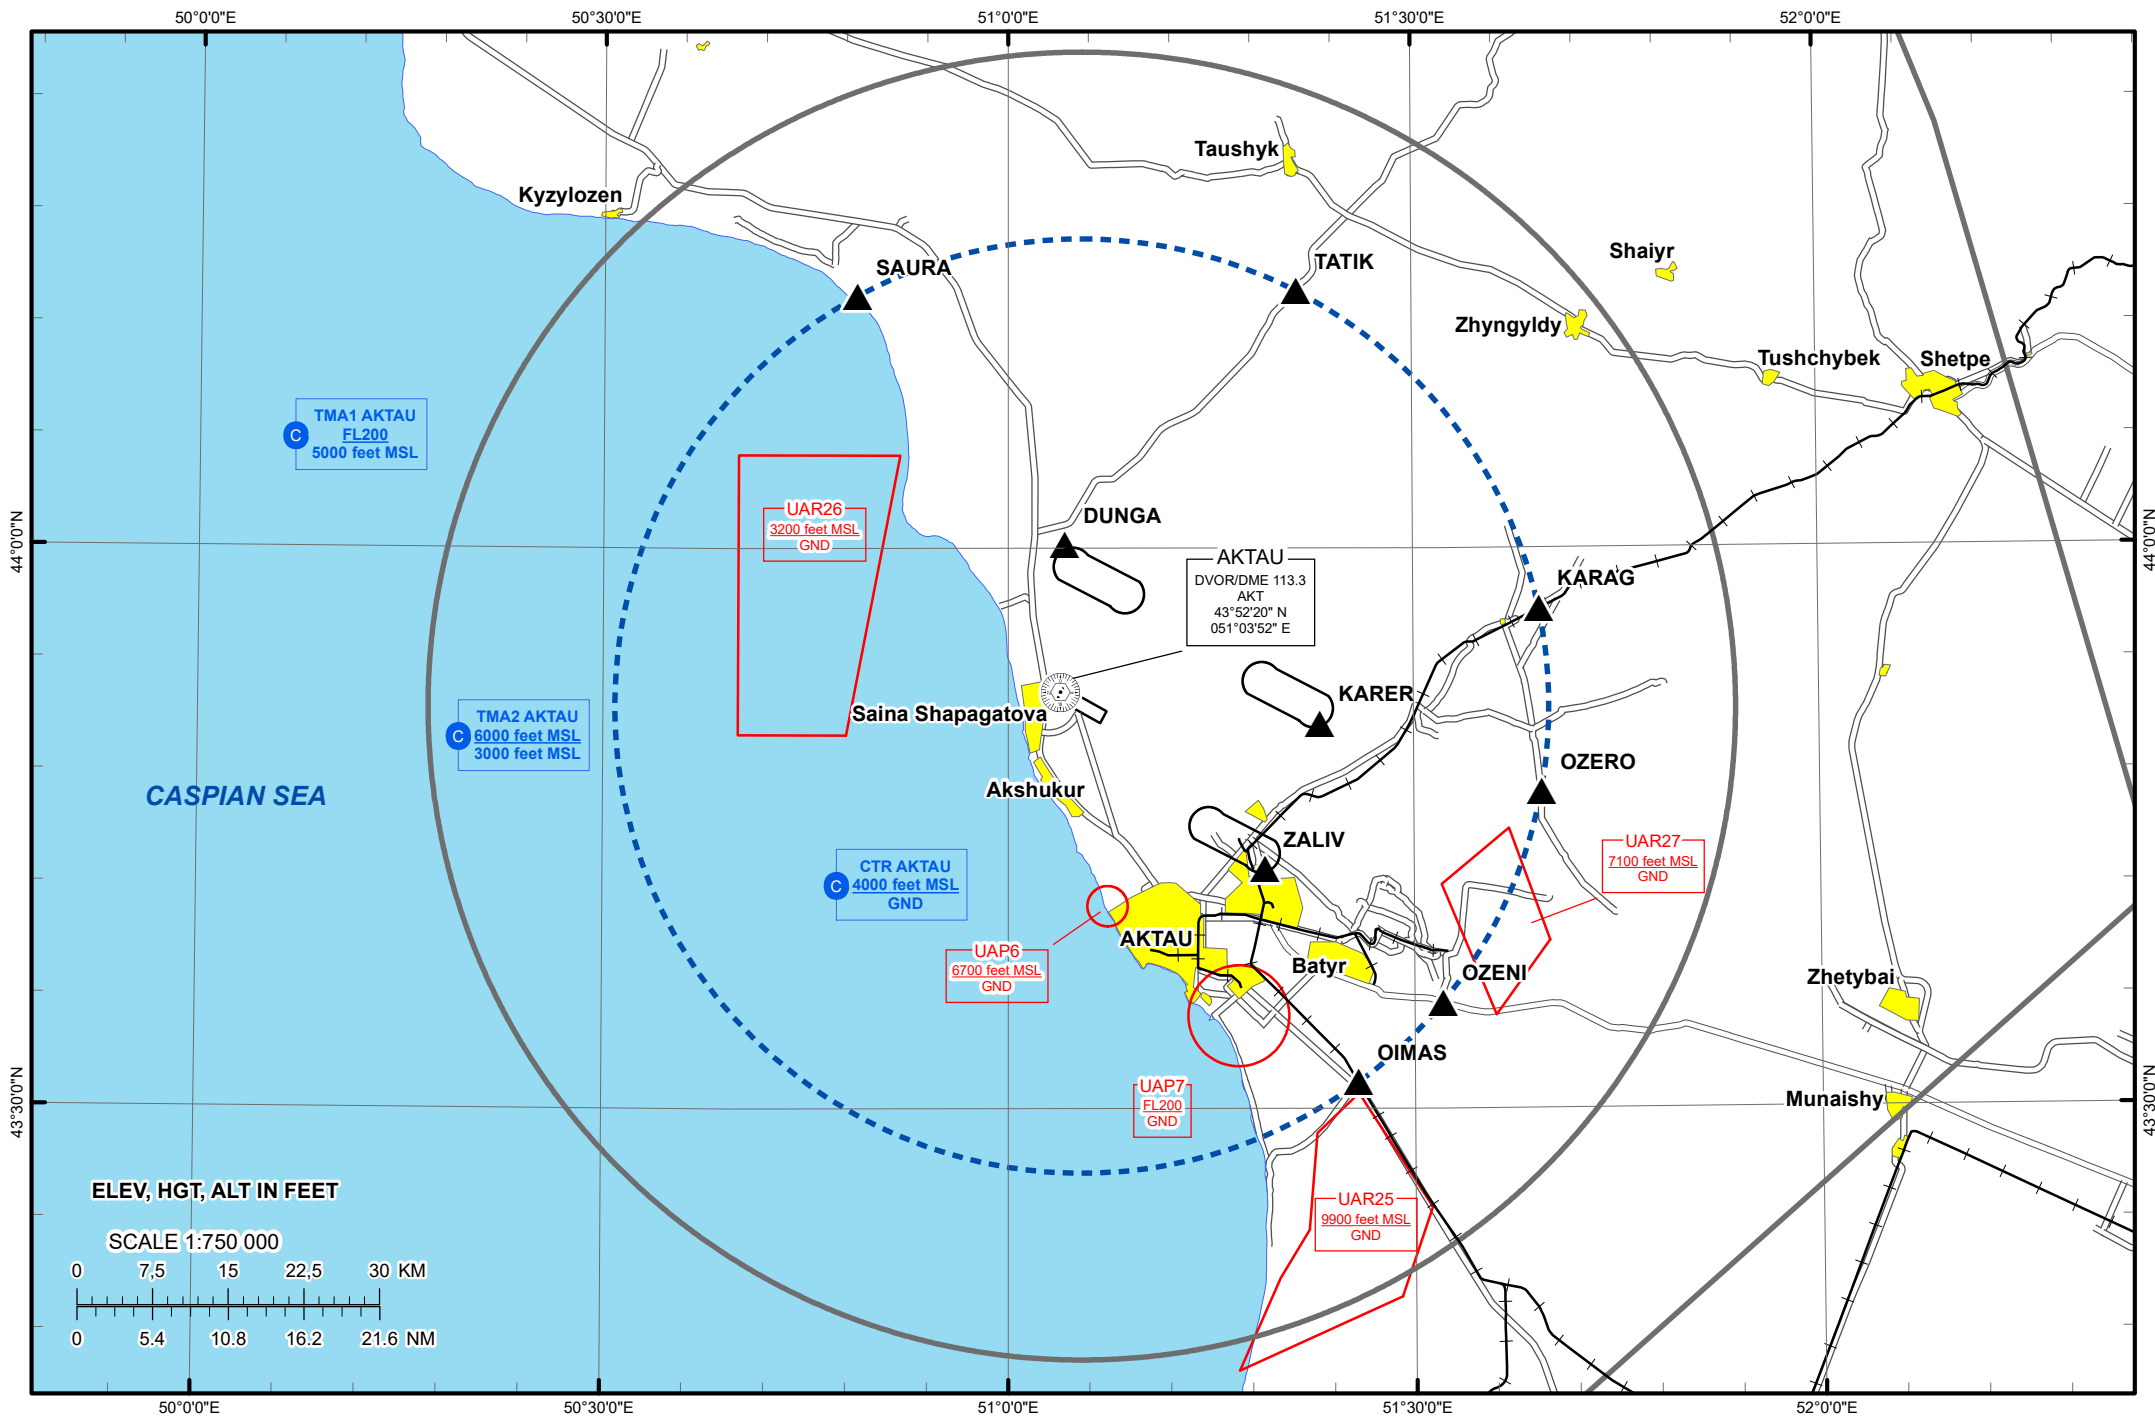 50°0'0"E
50°30'0"E
51°0'0"E
51°30'0"E
52°0'0"E
Taushyk
Kyzylozen
SAURA
TATIK
Shaiyr
Zhyngyldy
Tushchybek
Shetpe
TMA1 AKTAU
C
FL200
5000 feet MSL
UAR26
3200 feet MSL
GND
DUNGA
44°0'0"N
44°0'0"N
AKTAU
DVOR/DME 113.3
AKT
43°52'20" N
051°03'52" E
KARAG
KARER
Saina Shapagatova
TMA2 AKTAU
C
6000 feet MSL
3000 feet MSL
OZERO
CASPIAN SEA
Akshukur
ZALIV
UAR27
7100 feet MSL
GND
CTR AKTAU
C
4000 feet MSL
GND
AKTAU
UAP6
6700 feet MSL
GND
Batyr
OZENI
Zhetybai
OIMAS
UAP7
FL200
GND
Munaishy
43°30'0"N
43°30'0"N
ELEV, HGT, ALT IN FEET
UAR25
9900 feet MSL
GND
SCALE 1:750 000
0 7,5 15 22,5 30 KM
0 5.4 10.8 16.2 21.6 NM
50°0'0"E
50°30'0"E
51°0'0"E
51°30'0"E
52°0'0"E